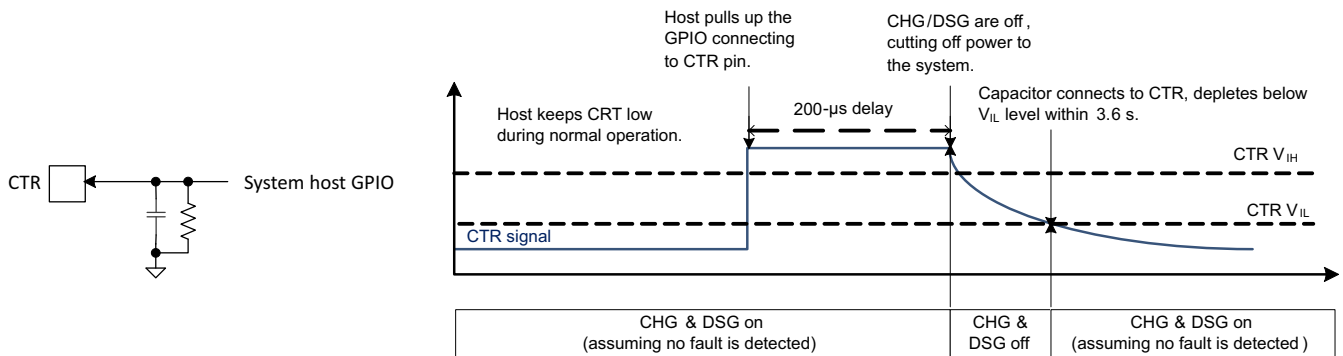 Host pulls up the
GPIO connecting
to CTR pin.
CHG/DSG are off,
cutting off power to
the system.
Host keeps CRT low
during normal operation.
200-µs delay
Capacitor connects to CTR, depletes below
VIL level within 3.6 s.
CTR
System host GPIO
CTR VIH
CTR VIL
CTR signal
CHG & DSG on
(assuming no fault is detected)
CHG &
DSG off
CHG & DSG on
(assuming no fault is detected)